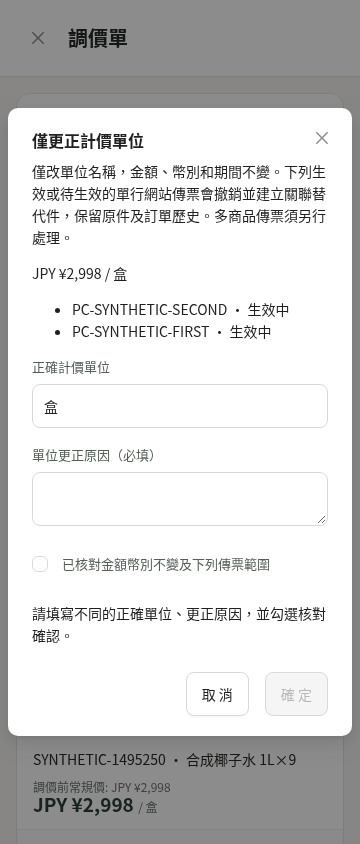 調價單
僅更正計價單位
僅改單位名稱，金額、幣別和期間不變。下列生
效或待生效的單行網站傳票會撤銷並建立關聯替
代件，保留原件及訂單歷史。多商品傳票須另行
處理。
JPY ¥2,998 / 盒
• PC-SYNTHETIC-SECOND · 生效中
• PC-SYNTHETIC-FIRST · 生效中
正確計價單位
盒
單位更正原因（必填）
已核對金額幣別不變及下列傳票範圍
請填寫不同的正確單位、更正原因，並勾選核對
確認。
取 消
確 定
SYNTHETIC-1495250 · 合成椰子水 1L×9
調價前常規價: JPY ¥2,998
JPY ¥2,998 / 盒